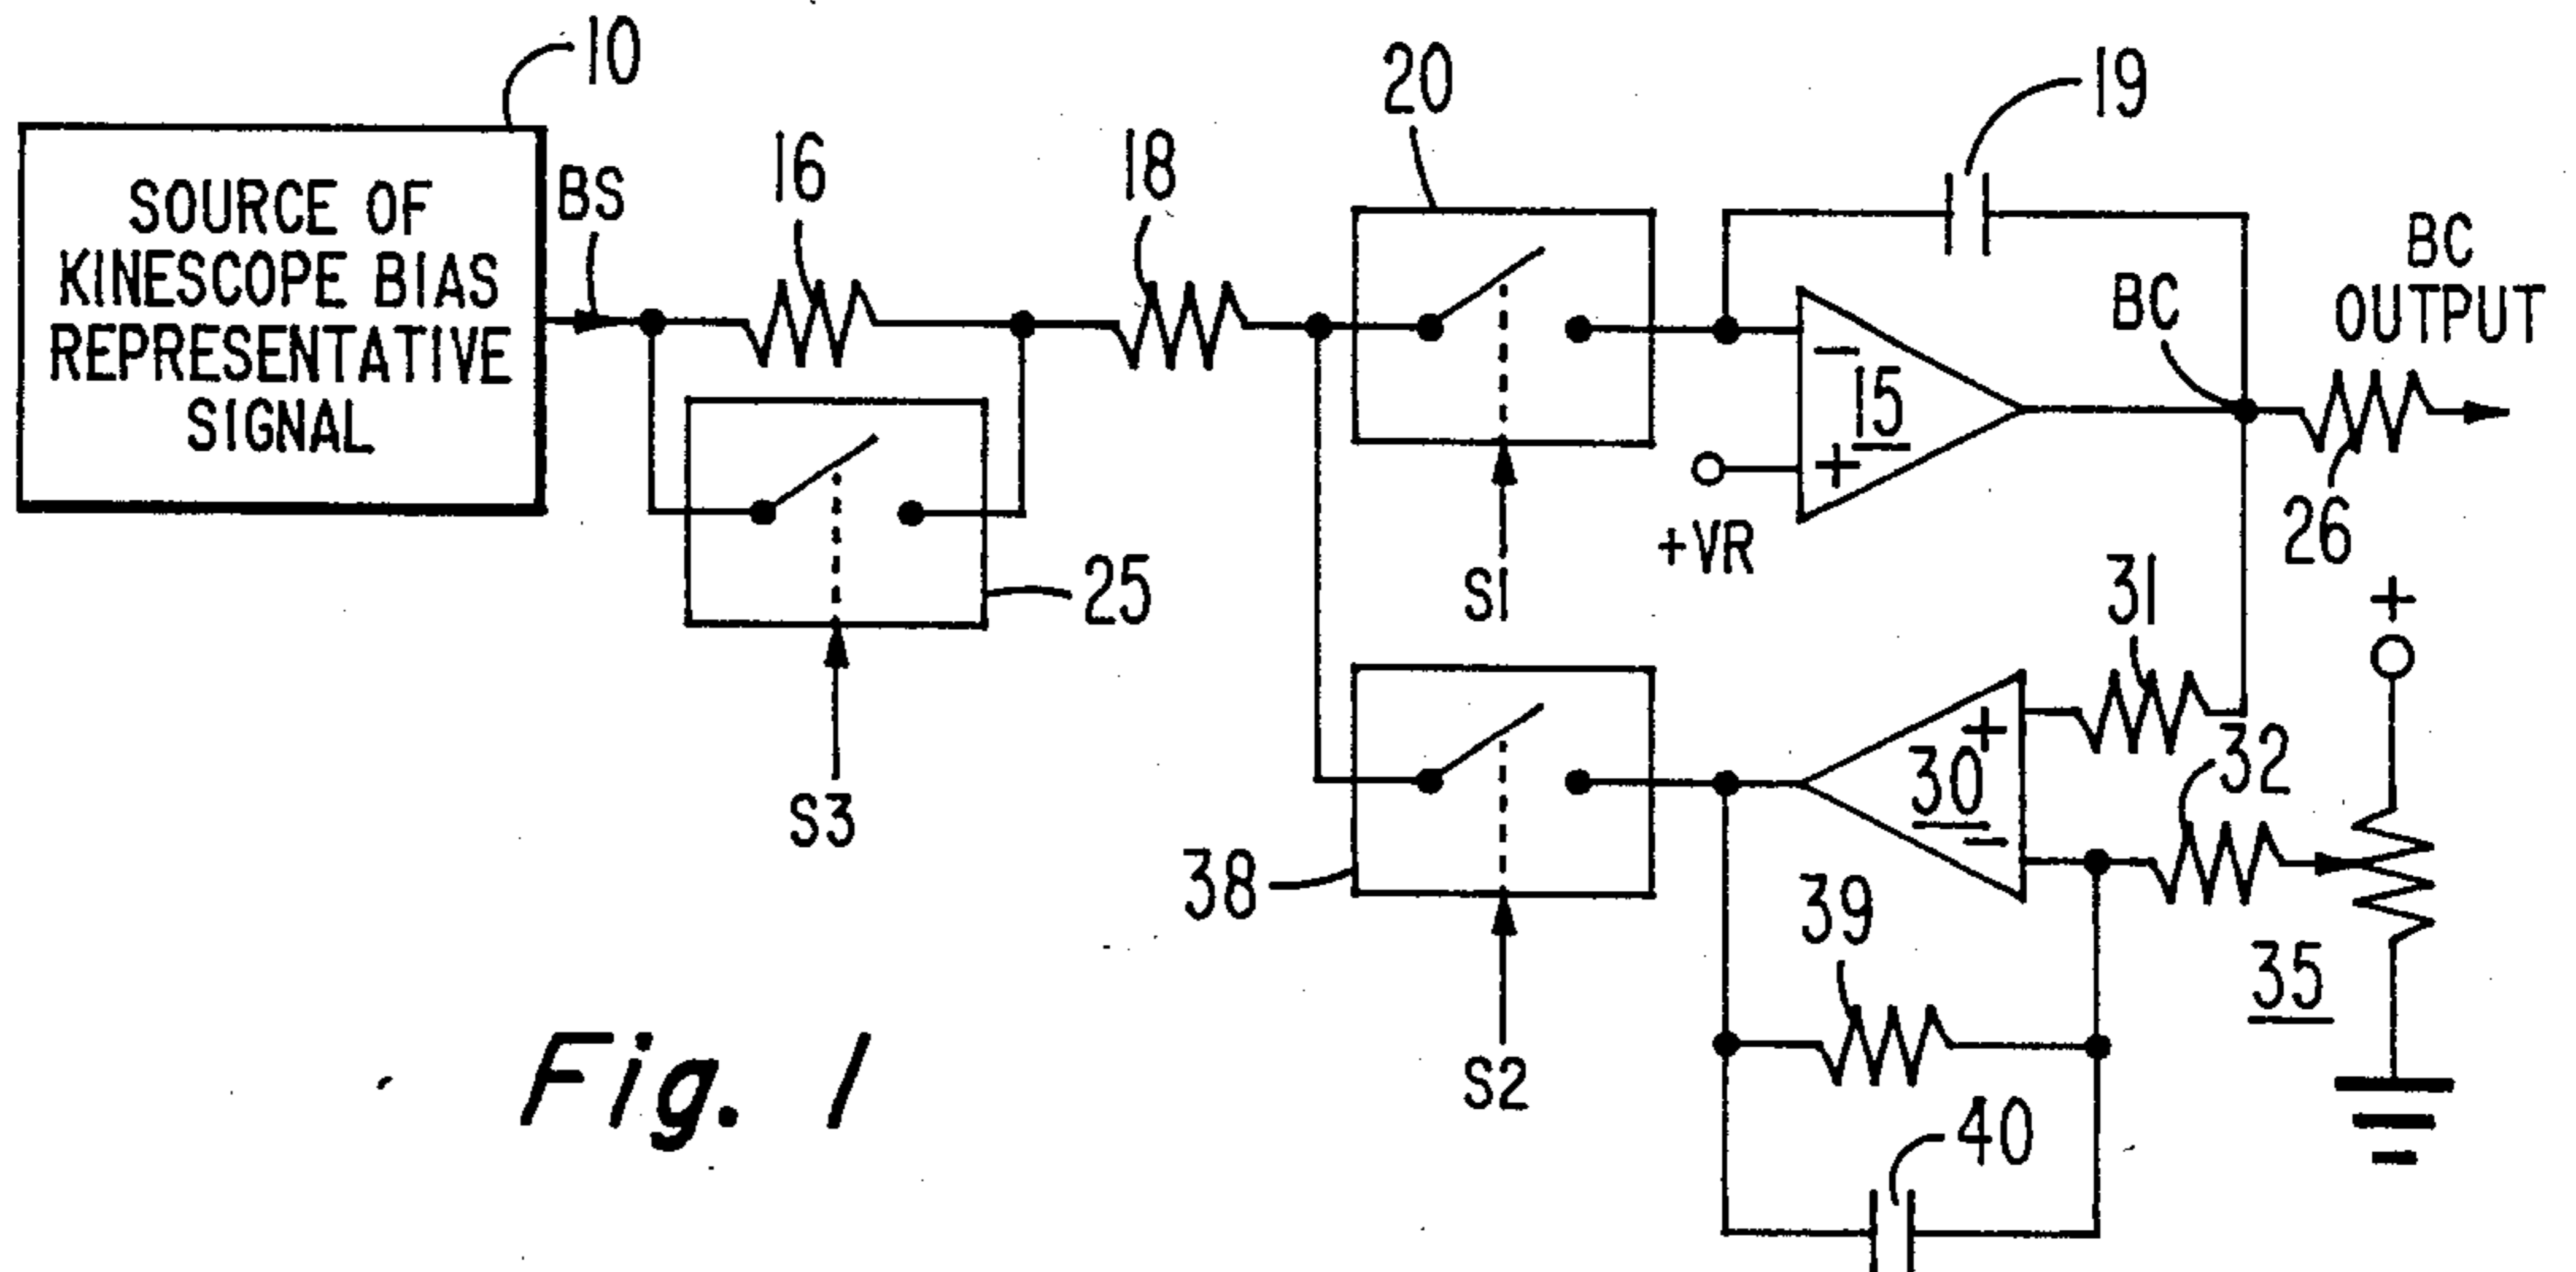 10
SOURCE OF
KINESCOPE BIAS
REPRESENTATIVE
SIGNAL
BS
16
18
20
19
BC
OUTPUT
BC
-
15
+
+VR
26
S1
25
S3
31
+
+
30
-
32
38
S2
39
35
40
Fig. 1